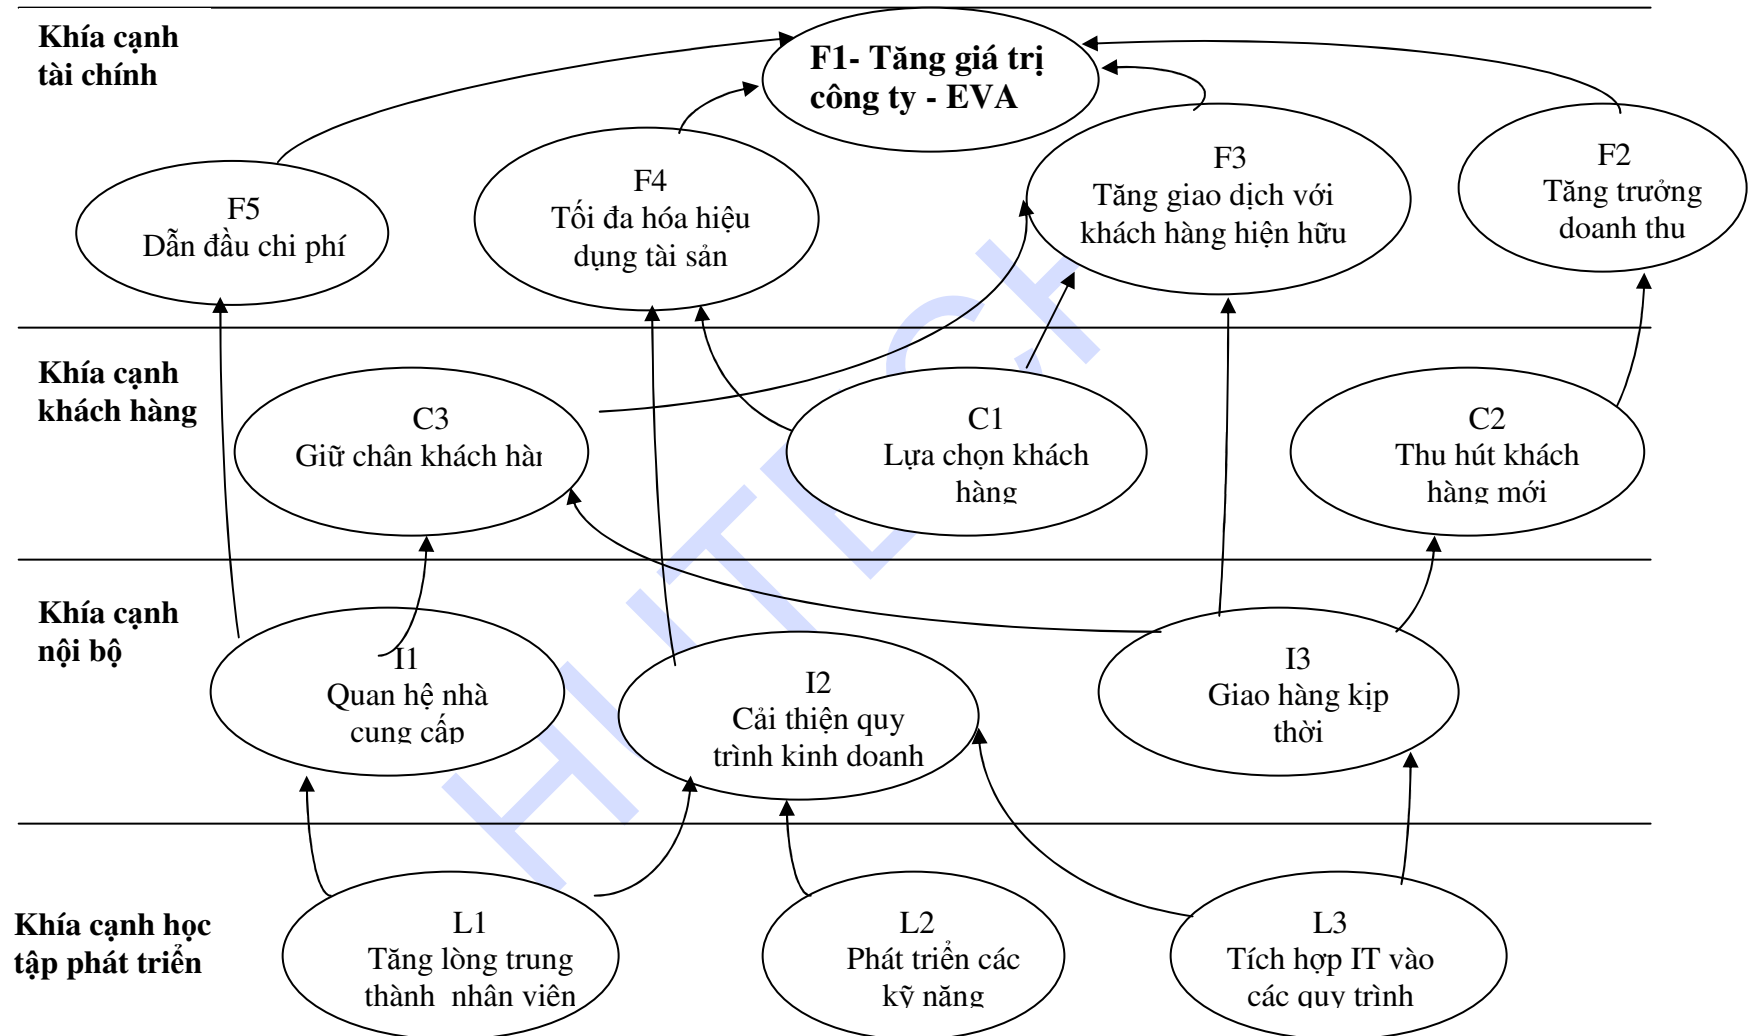 Khía cạnh
tài chính
F1- Tăng giá trị
công ty - EVA
F5
Dẫn đầu chi phí
F4
Tối đa hóa hiệu
dụng tài sản
F3
Tăng giao dịch với
khách hàng hiện hữu
F2
Tăng trưởng
doanh thu
Khía cạnh
khách hàng
C3
Giữ chân khách hàn
C1
Lựa chọn khách
hàng
C2
Thu hút khách
hàng mới
Khía cạnh
nội bộ
I1
Quan hệ nhà
cung cấp
I2
Cải thiện quy
trình kinh doanh
I3
Giao hàng kịp
thời
Khía cạnh học
tập phát triển
L1
Tăng lòng trung
thành nhân viên
L2
Phát triển các
kỹ năng
L3
Tích hợp IT vào
các quy trình